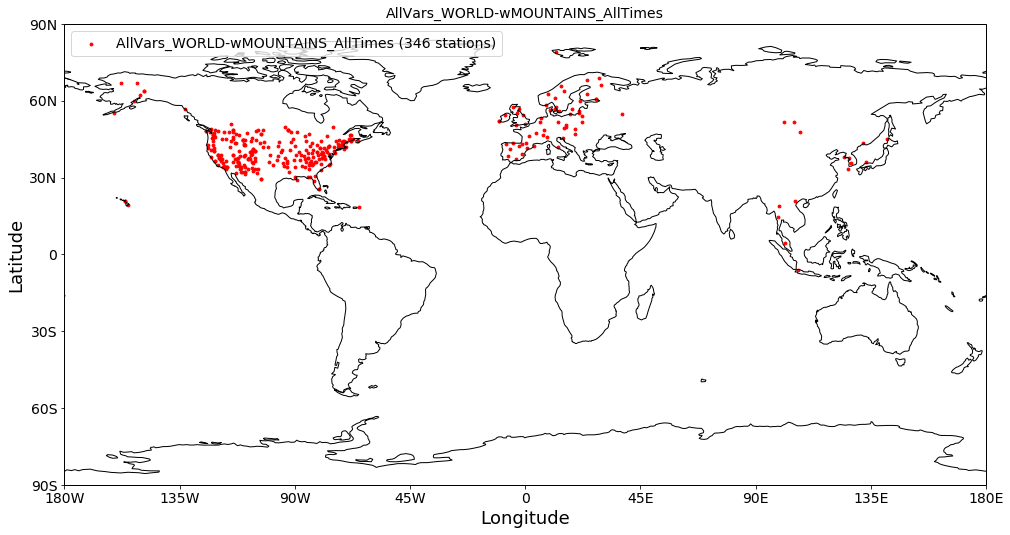 AllVars_WORLD-wMOUNTAINS_AllTimes
AllVars_WORLD-wMOUNTAINS_AllTimes (346 stations)
90N
60N
30N
0
30S
60S
90S
Latitude
180W 135W 90W 45W 0 45E 90E 135E 180E
Longitude